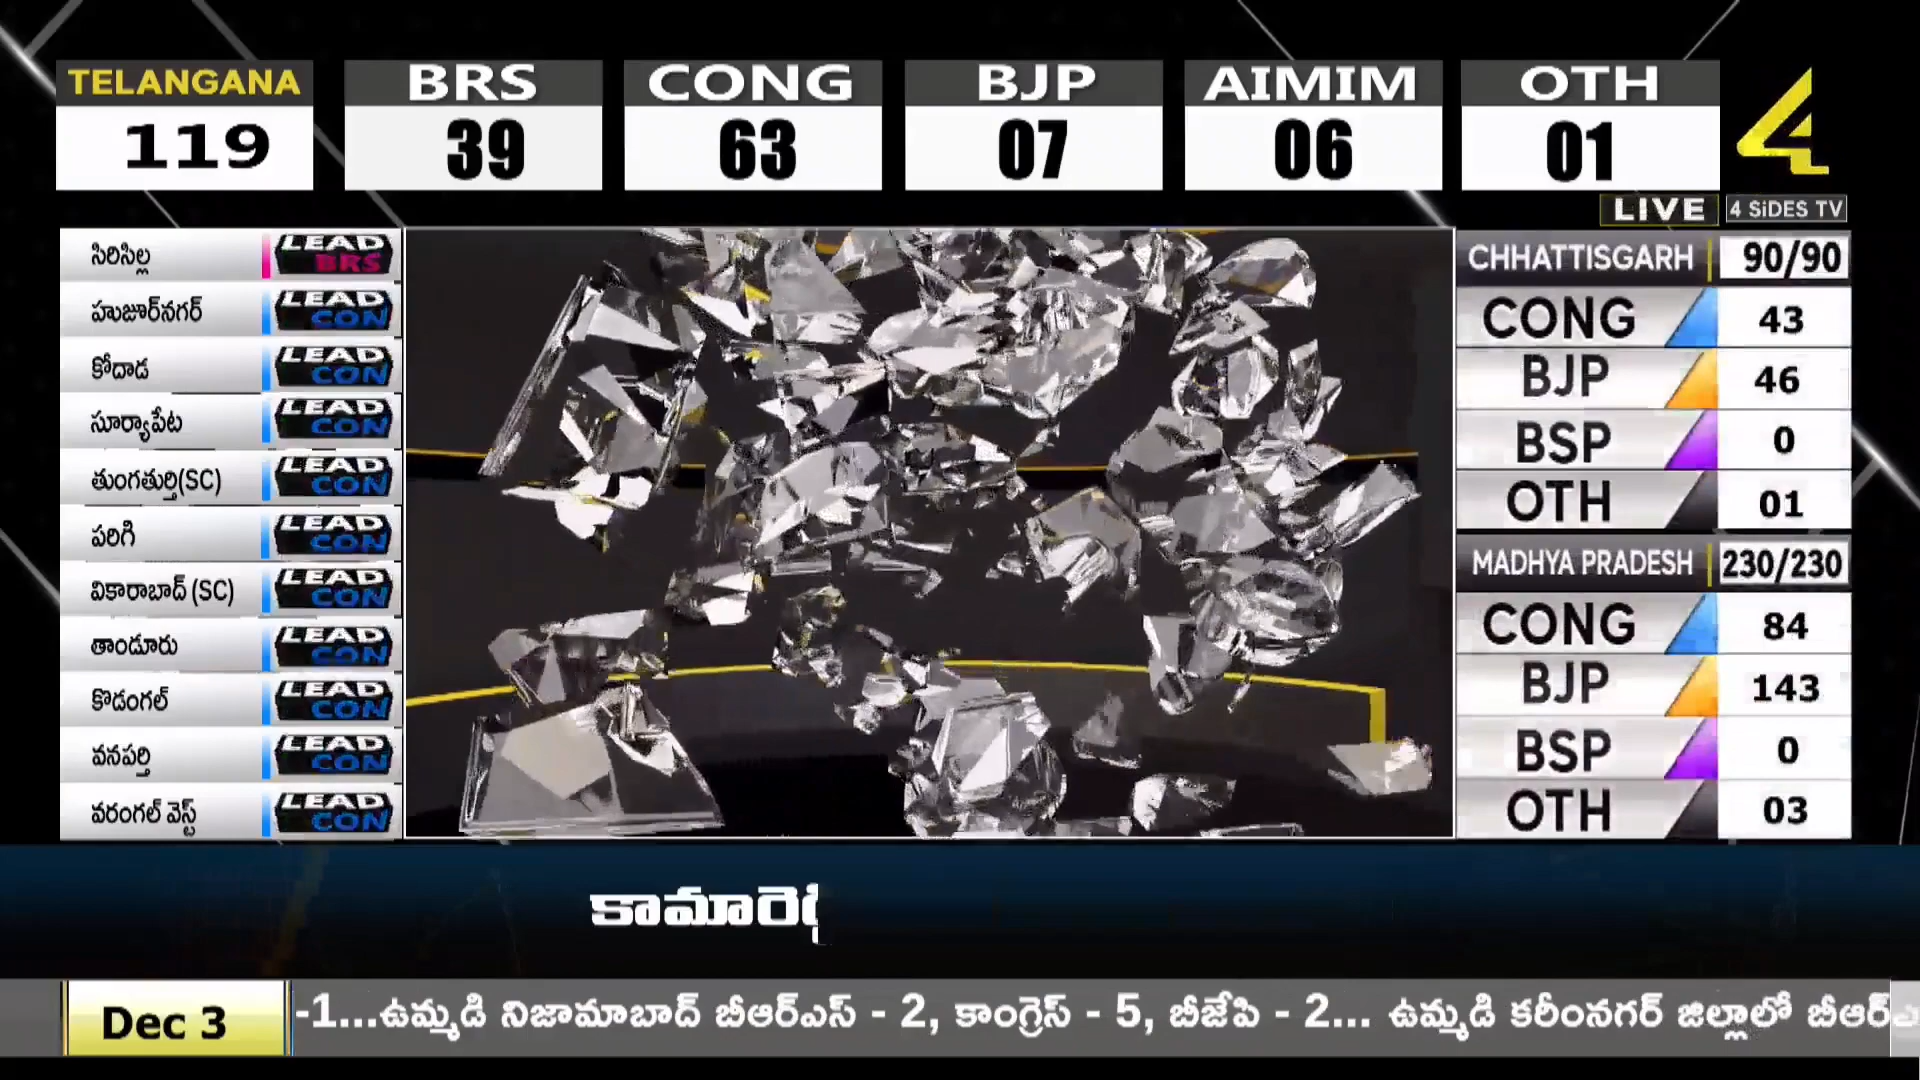 TELANGANA
119
BRS
39
CONG
63
BJP
07
AIMIM
06
OTH
01
LIVE
4 SiDES TV
సిరిసిల్ల LEAD BRS
హుజూర్‌నగర్ LEAD CON
కోదాడ LEAD CON
సూర్యాపేట LEAD CON
తుంగతుర్తి(SC) LEAD CON
పరిగి LEAD CON
వికారాబాద్ (SC) LEAD CON
తాండూరు LEAD CON
కొడంగల్ LEAD CON
వనపర్తి LEAD CON
వరంగల్ వెస్ట్ LEAD CON
CHHATTISGARH 90/90
CONG 43
BJP 46
BSP 0
OTH 01
MADHYA PRADESH 230/230
CONG 84
BJP 143
BSP 0
OTH 03
Dec 3
-1...ఉమ్మడి నిజామాబాద్ బీఆర్ఎస్ - 2, కాంగ్రెస్ - 5, బీజేపి - 2... ఉమ్మడి కరీంనగర్ జిల్లాలో